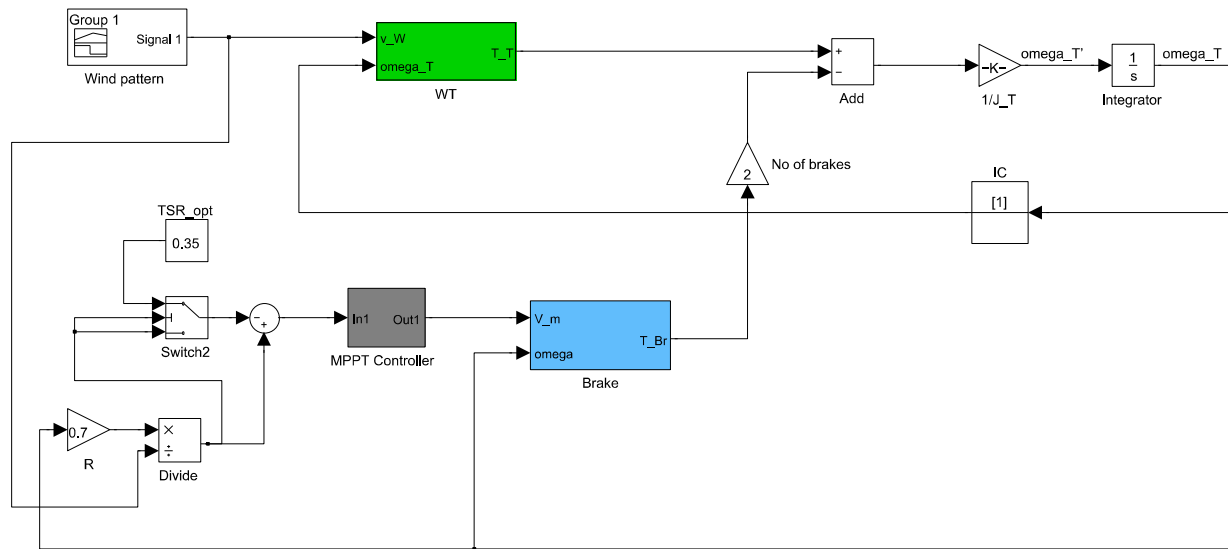 Group 1
Signal 1
Wind pattern
v_W
omega_T
T_T
WT
+
−
Add
-K-
1/J_T
omega_T'
1
s
Integrator
omega_T
2
No of brakes
IC
[1]
TSR_opt
0.35
Switch2
−
+
In1
Out1
MPPT Controller
V_m
omega
T_Br
Brake
0.7
R
×
÷
Divide